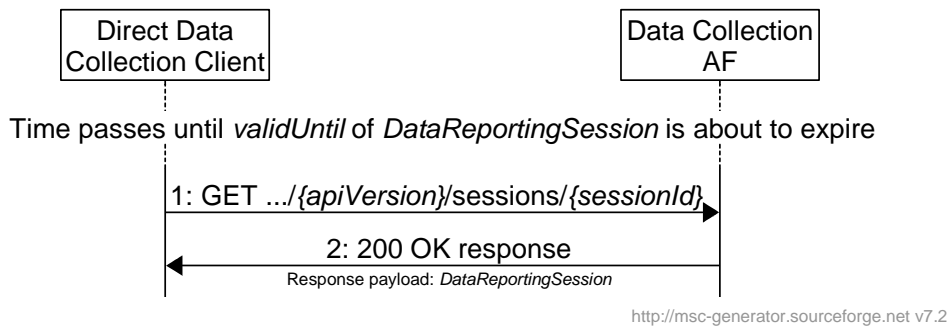 Direct Data
Collection Client
Data Collection
AF
Time passes until validUntil of DataReportingSession is about to expire
1: GET .../{apiVersion}/sessions/{sessionId}
2: 200 OK response
Response payload: DataReportingSession
http://msc-generator.sourceforge.net v7.2